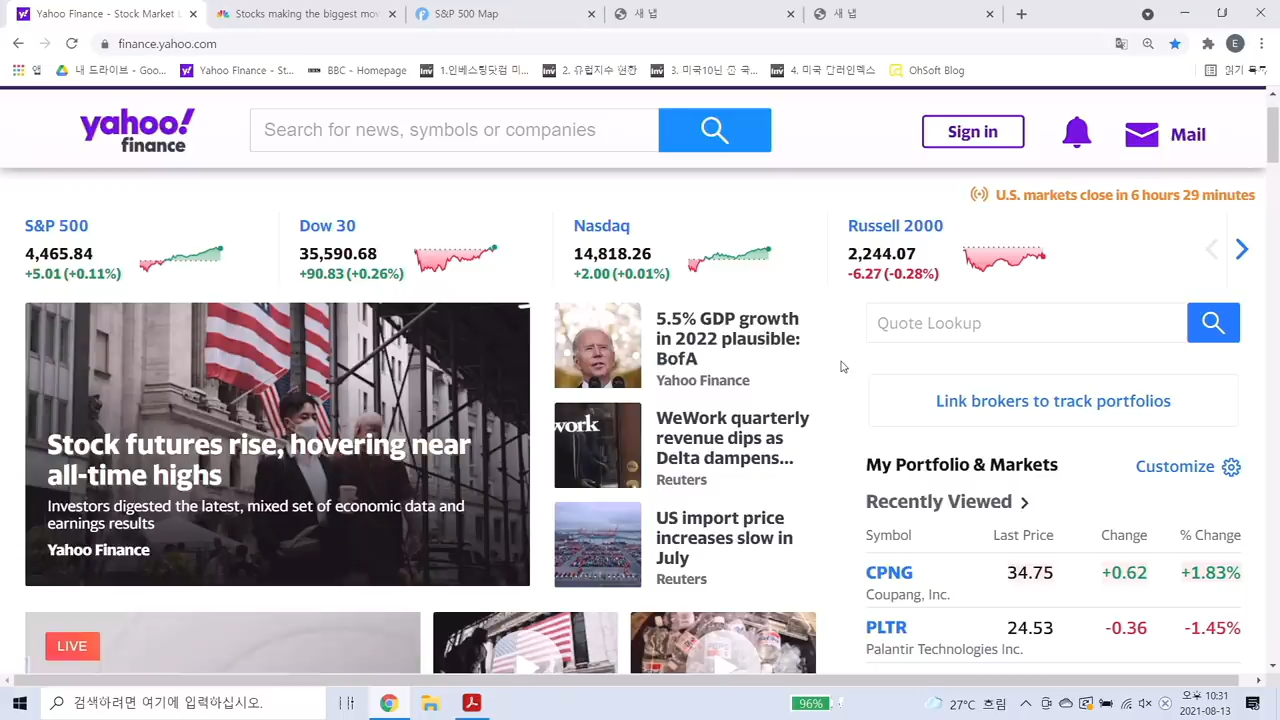 Yahoo Finance - Stock Market L
Stocks making the biggest mov
S&P 500 Map
새 탭
새 탭
finance.yahoo.com
E
앱
내 드라이브 - Goo...
Yahoo Finance - St...
BBC - Homepage
1.인베스팅닷컴 미...
2. 유럽지수 현황
3. 미국10년 준 국...
4. 미국 달러인덱스
OhSoft Blog
읽기 목
yahoo!
finance
Search for news, symbols or companies
Sign in
Mail
U.S. markets close in 6 hours 29 minutes
S&P 500
4,465.84
+5.01 (+0.11%)
Dow 30
35,590.68
+90.83 (+0.26%)
Nasdaq
14,818.26
+2.00 (+0.01%)
Russell 2000
2,244.07
-6.27 (-0.28%)
Stock futures rise, hovering near
all-time highs
Investors digested the latest, mixed set of economic data and
earnings results
Yahoo Finance
5.5% GDP growth
in 2022 plausible:
BofA
Yahoo Finance
work
WeWork quarterly
revenue dips as
Delta dampens...
Reuters
US import price
increases slow in
July
Reuters
Quote Lookup
Link brokers to track portfolios
My Portfolio & Markets
Customize
Recently Viewed
Symbol Last Price Change % Change
CPNG 34.75 +0.62 +1.83%
Coupang, Inc.
PLTR 24.53 -0.36 -1.45%
Palantir Technologies Inc.
LIVE
검색하려면 여기에 입력하십시오.
96%
27°C 흐림
오후 10:31
2021-08-13